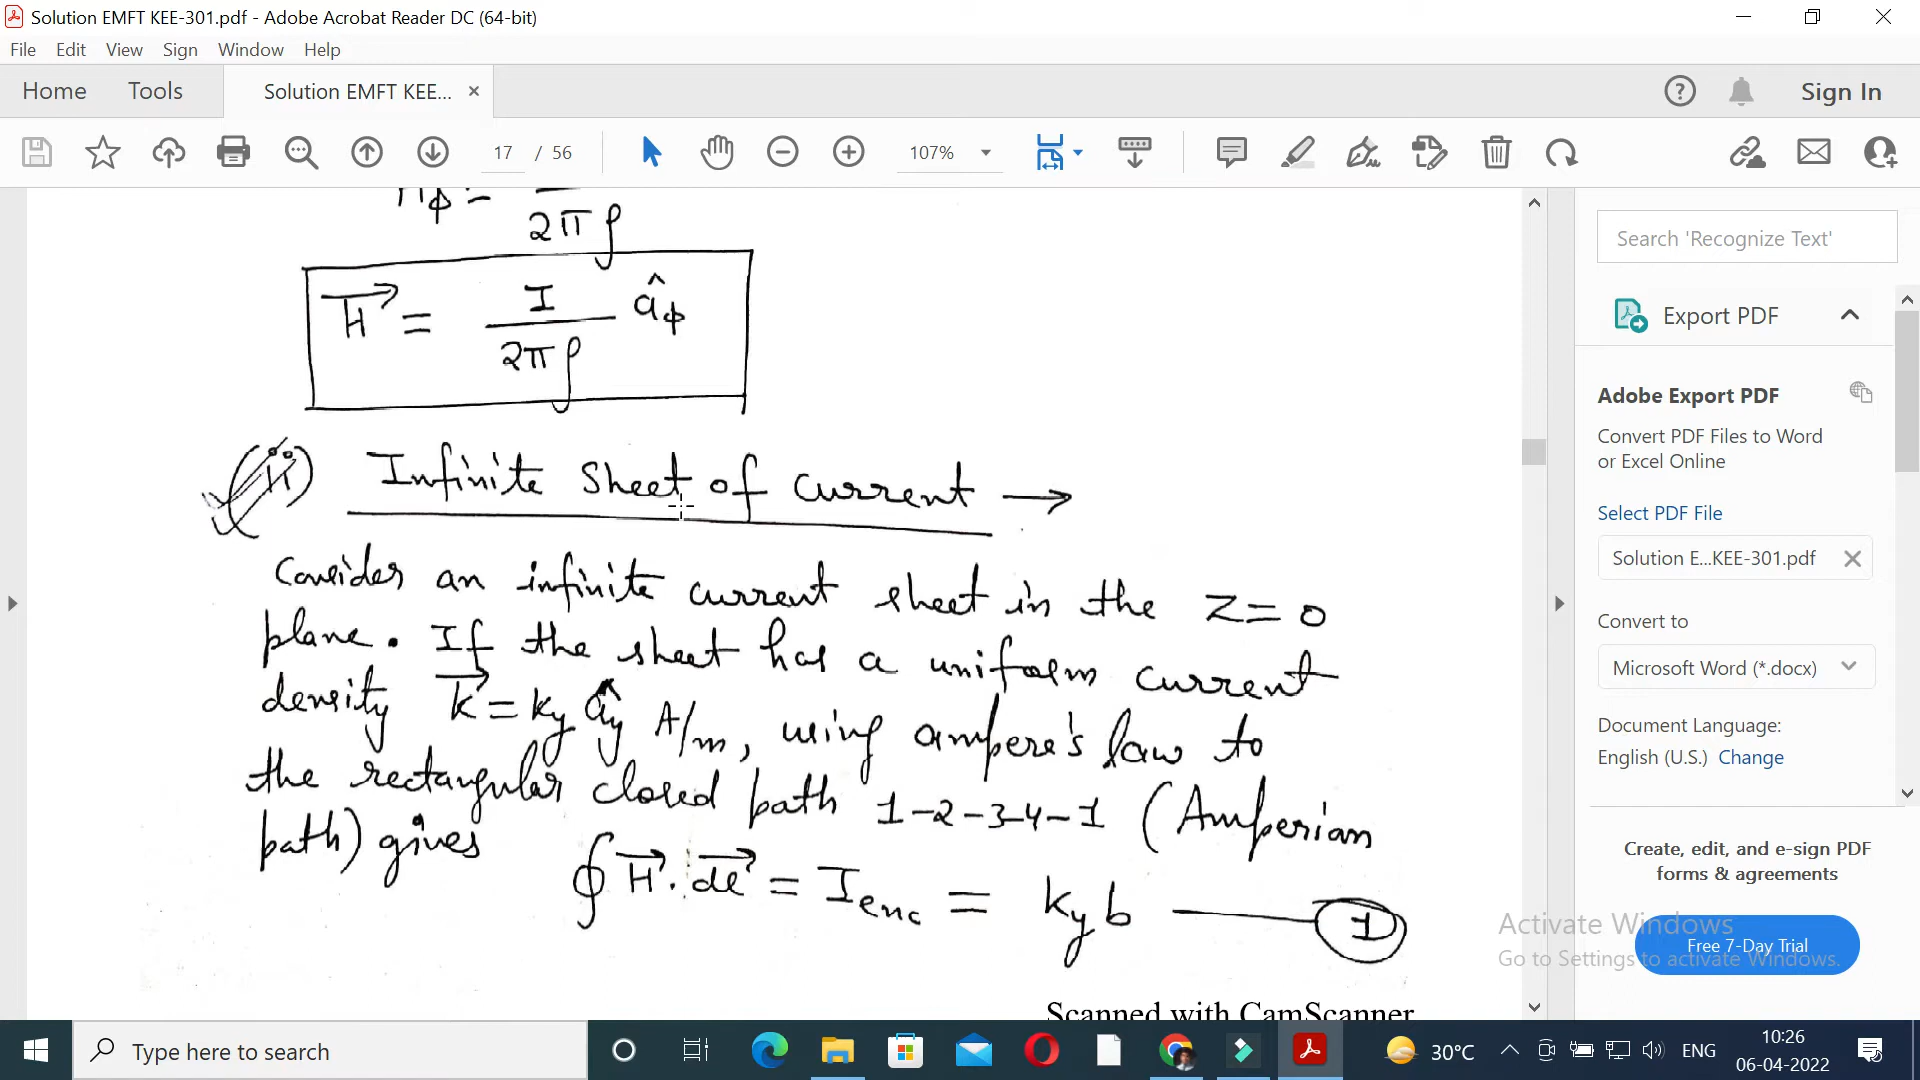 Solution EMFT KEE-301.pdf - Adobe Acrobat Reader DC (64-bit)
File Edit View Sign Window Help
Home Tools Solution EMFT KEE... × Sign In
17 / 56 107%
Hϕ =
2πρ
H⃗ = I / 2πρ âϕ
(ii) Infinite Sheet of Current →
Consider an infinite current sheet in the Z=0
plane. If the sheet has a uniform current
density K⃗ = Ky ây A/m, using ampere's law to
the rectangular closed path 1-2-3-4-1 (Amperian
path) gives
∮ H⃗ . dl⃗ = Ienc = Ky b — 1
Scanned with CamScanner
Search 'Recognize Text'
Export PDF
Adobe Export PDF
Convert PDF Files to Word
or Excel Online
Select PDF File
Solution E...KEE-301.pdf
Convert to
Microsoft Word (*.docx)
Document Language:
English (U.S.) Change
Create, edit, and e-sign PDF
forms & agreements
Free 7-Day Trial
Activate Windows
Go to Settings to activate Windows.
Type here to search
30°C ENG
10:26
06-04-2022